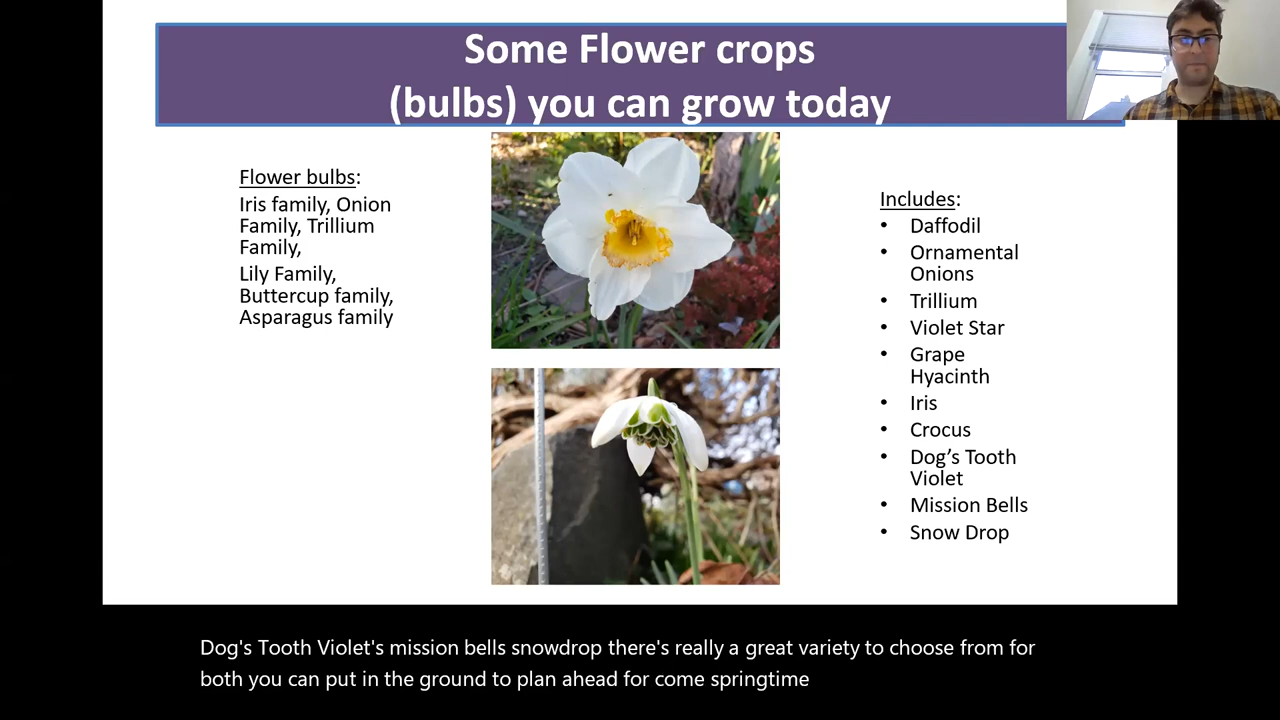 Some Flower crops
(bulbs) you can grow today
Flower bulbs:
Iris family, Onion
Family, Trillium
Family,
Lily Family,
Buttercup family,
Asparagus family
Includes:
• Daffodil
• Ornamental
Onions
• Trillium
• Violet Star
• Grape
Hyacinth
• Iris
• Crocus
• Dog’s Tooth
Violet
• Mission Bells
• Snow Drop
Dog's Tooth Violet's mission bells snowdrop there's really a great variety to choose from for
both you can put in the ground to plan ahead for come springtime